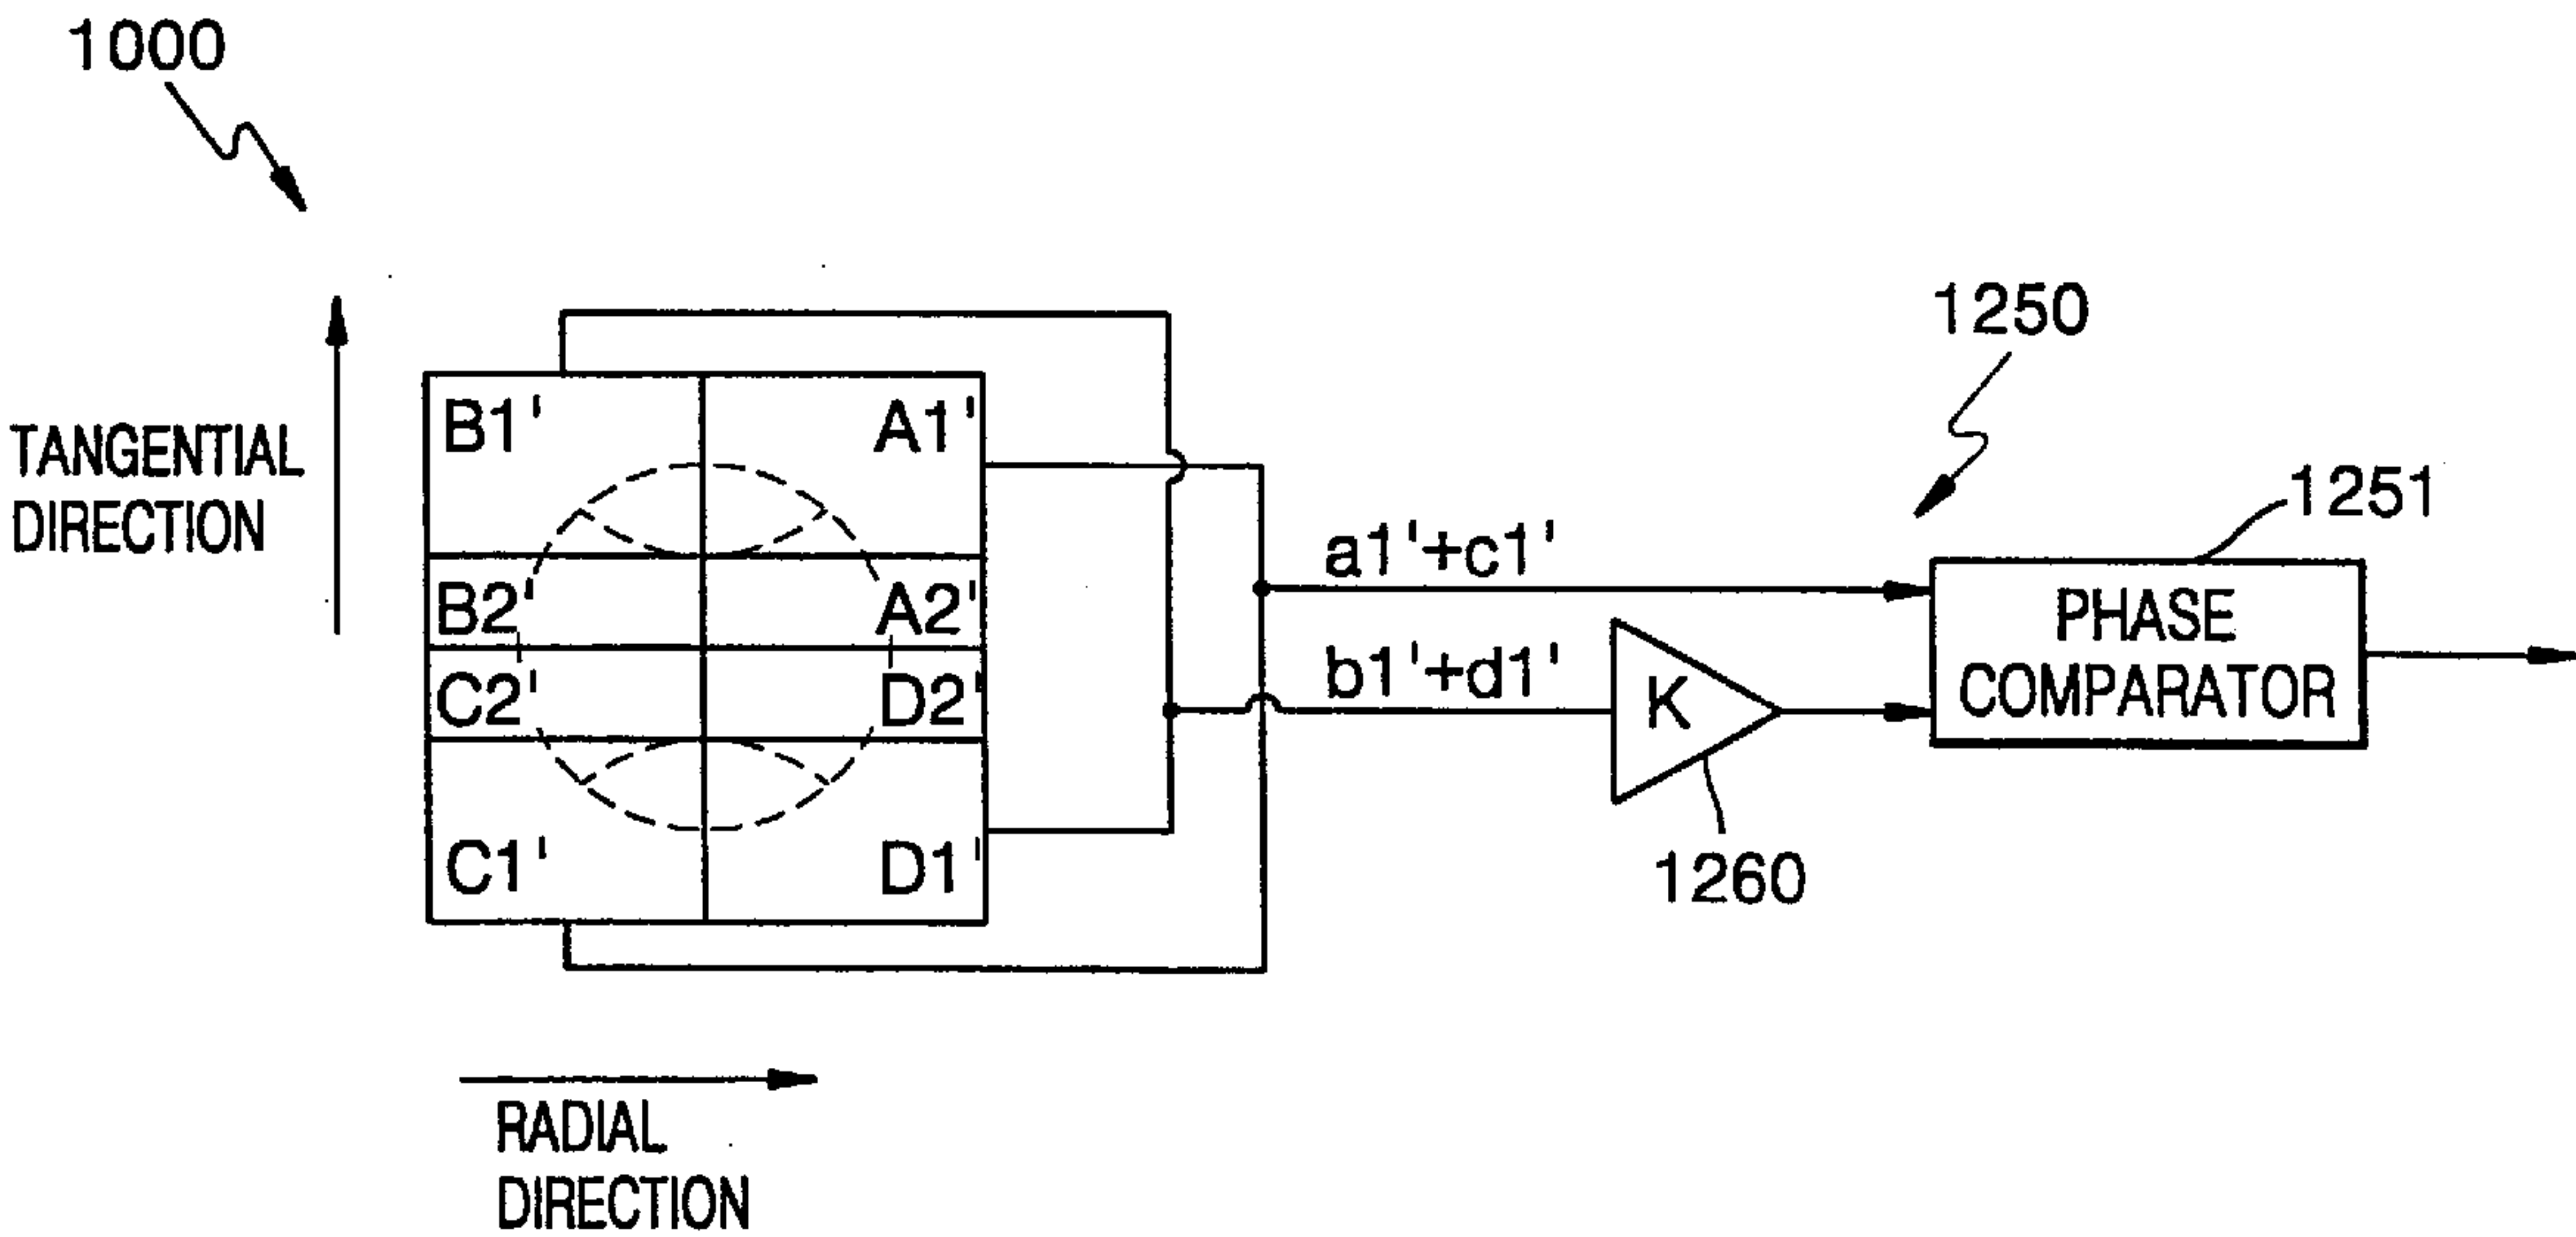 1000
1250
B1' A1'
TANGENTIAL
DIRECTION
1251
a1'+c1'
PHASE
COMPARATOR
B2' A2'
b1'+d1'
K
C2' D2'
C1' D1'
1260
RADIAL
DIRECTION